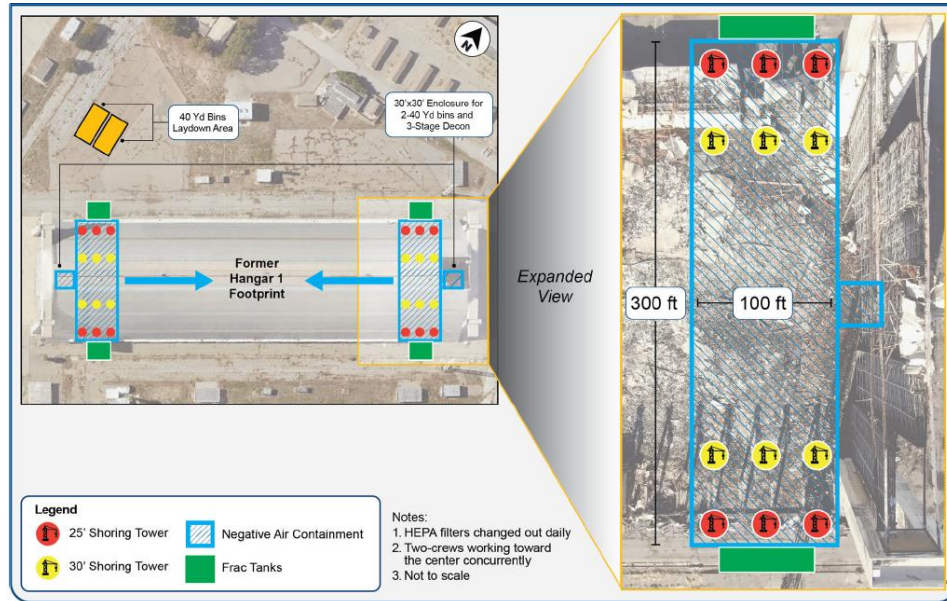 N
40 Yd Bins
Laydown Area
30'x30' Enclosure for
2-40 Yd bins and
3-Stage Decon
Former
Hangar 1
Footprint
Expanded
View
300 ft
100 ft
Legend
25' Shoring Tower
30' Shoring Tower
Negative Air Containment
Frac Tanks
Notes:
1. HEPA filters changed out daily
2. Two-crews working toward
the center concurrently
3. Not to scale